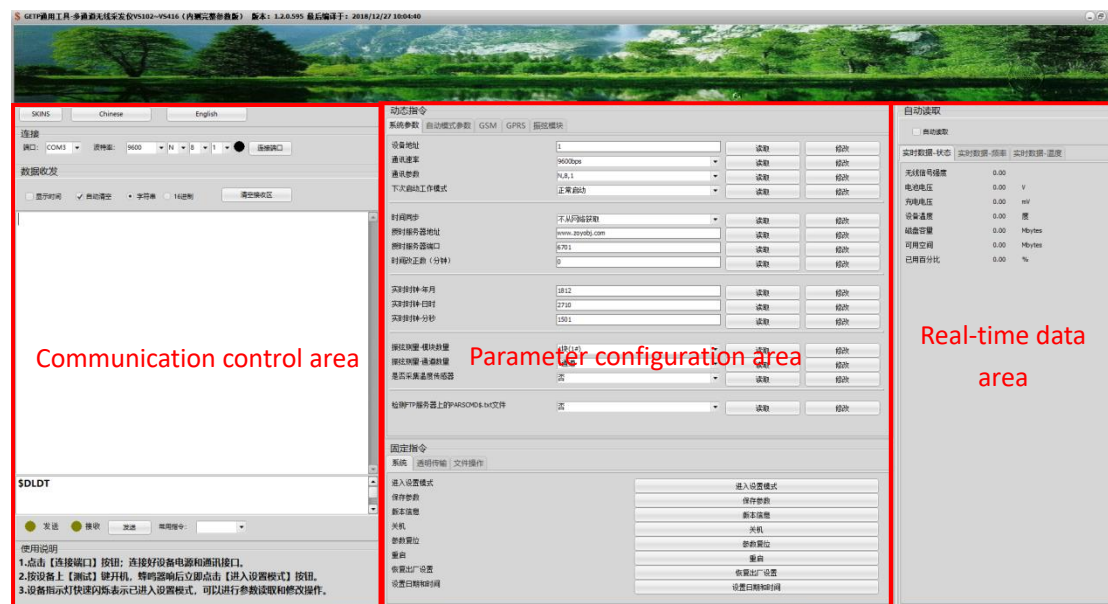 GETP通用工具-多通道无线采发仪VS102~VS416（内测完整参数版） 版本：1.2.0.595 最后编译于：2018/12/27 10:04:40
SKINS Chinese English
连接
端口: COM3 波特率: 9600 N 8 1 连接端口
数据收发
显示时间 自动清空 字符串 16进制 清空接收区
Communication control area
$DLDT
发送 接收 发送 常用指令:
使用说明
1.点击【连接端口】按钮；连接好设备电源和通讯接口。
2.按设备上【测试】键开机，蜂鸣器响后立即点击【进入设置模式】按钮。
3.设备指示灯快速闪烁表示已进入设置模式，可以进行参数读取和修改操作。
动态指令
系统参数 自动模式参数 GSM GPRS 振弦模块
设备地址 1 读取 修改
通讯速率 9600bps 读取 修改
通讯参数 N,8,1 读取 修改
下次启动工作模式 正常启动 读取 修改
时间同步 不从网络获取 读取 修改
授时服务器地址 www.zoyobj.com 读取 修改
授时服务器端口 6701 读取 修改
时间改正数（分钟） 0 读取 修改
实时时钟-年月 1812 读取 修改
实时时钟-日时 2710 读取 修改
实时时钟-分秒 1501 读取 修改
振弦测量-模块数量 读取 修改
振弦测量-通道数量 读取 修改
Parameter configuration area
是否采集温度传感器 否 读取 修改
检测FTP服务器上的PARSCMD$.txt文件 否 读取 修改
固定指令
系统 透明传输 文件操作
进入设置模式 进入设置模式
保存参数 保存参数
版本信息 版本信息
关机 关机
参数复位 参数复位
重启 重启
恢复出厂设置 恢复出厂设置
设置日期和时间 设置日期和时间
自动读取
自动读取
实时数据-状态 实时数据-频率 实时数据-温度
无线信号强度 0.00
电池电压 0.00 V
充电电压 0.00 mV
设备温度 0.00 度
磁盘容量 0.00 Mbytes
可用空间 0.00 Mbytes
已用百分比 0.00 %
Real-time data
area